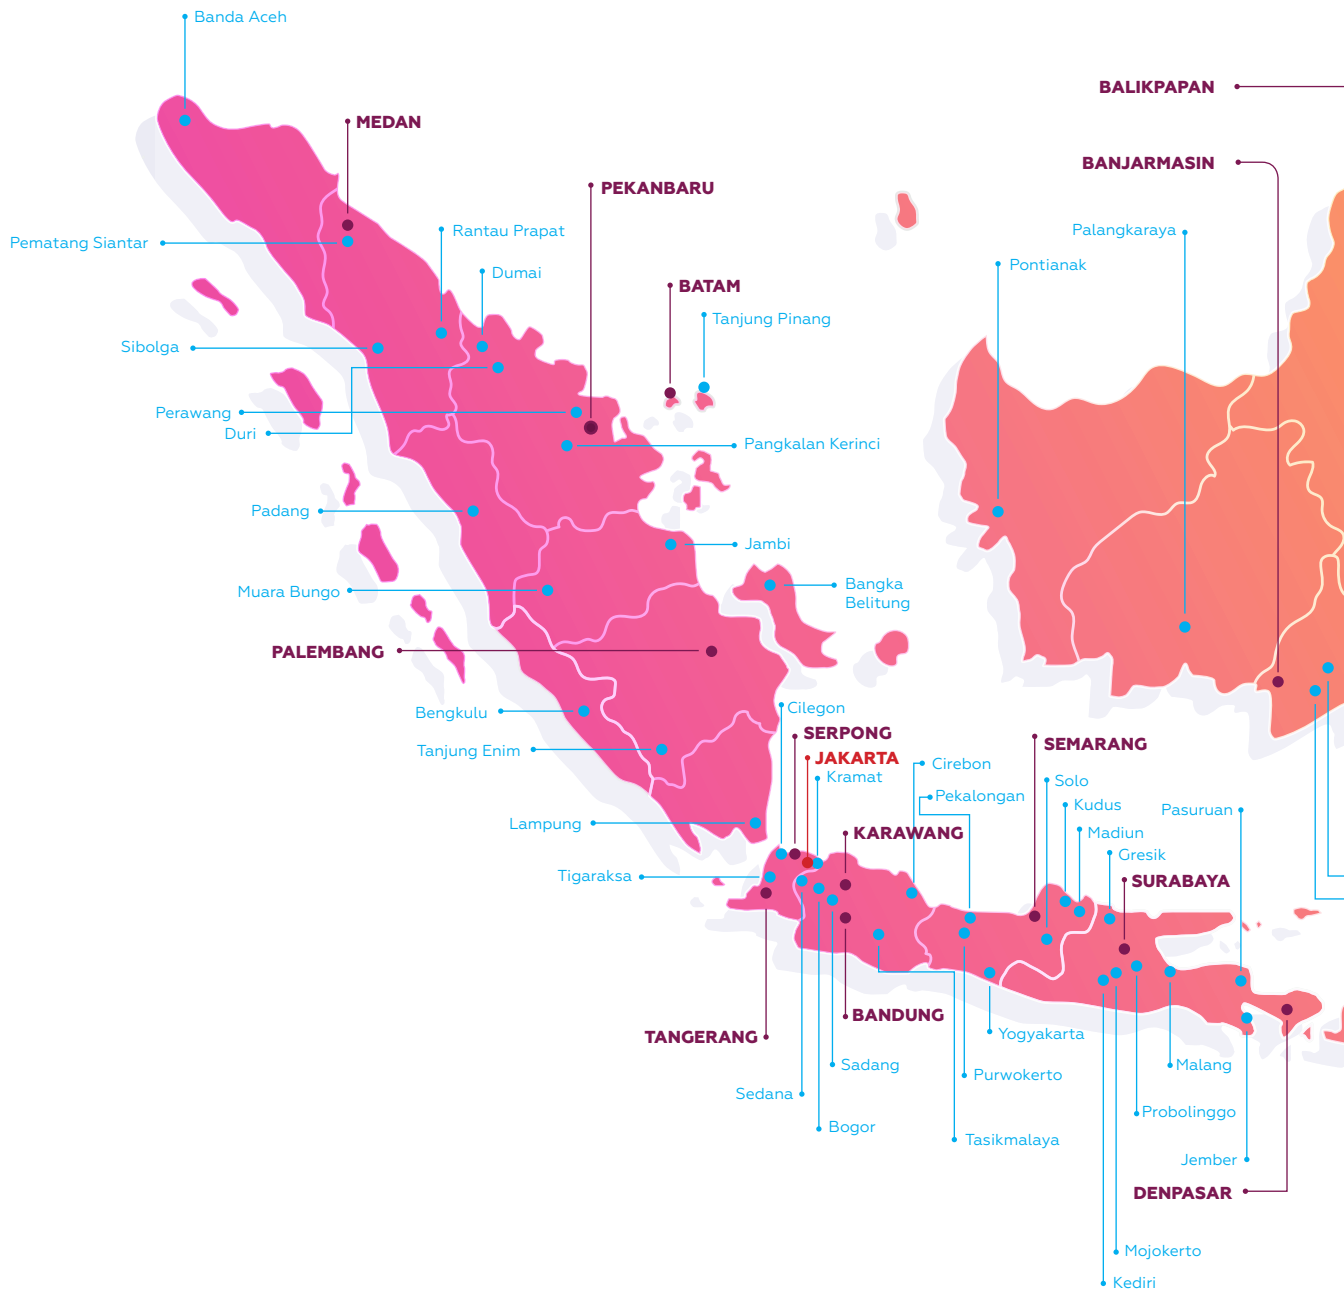 Banda Aceh
BALIKPAPAN
MEDAN
BANJARMASIN
PEKANBARU
Rantau Prapat
Palangkaraya
Pematang Siantar
Pontianak
Dumai
BATAM
Tanjung Pinang
Sibolga
Perawang
Duri
Pangkalan Kerinci
Padang
Jambi
Bangka
Belitung
Muara Bungo
PALEMBANG
Cilegon
Bengkulu
SERPONG
SEMARANG
Tanjung Enim
JAKARTA
Cirebon
Kramat
Solo
Pekalongan
Kudus
Pasuruan
Lampung
KARAWANG
Madiun
Gresik
Tigaraksa
SURABAYA
BANDUNG
Yogyakarta
TANGERANG
Sadang
Malang
Purwokerto
Sedana
Probolinggo
Bogor
Tasikmalaya
Jember
DENPASAR
Mojokerto
Kediri